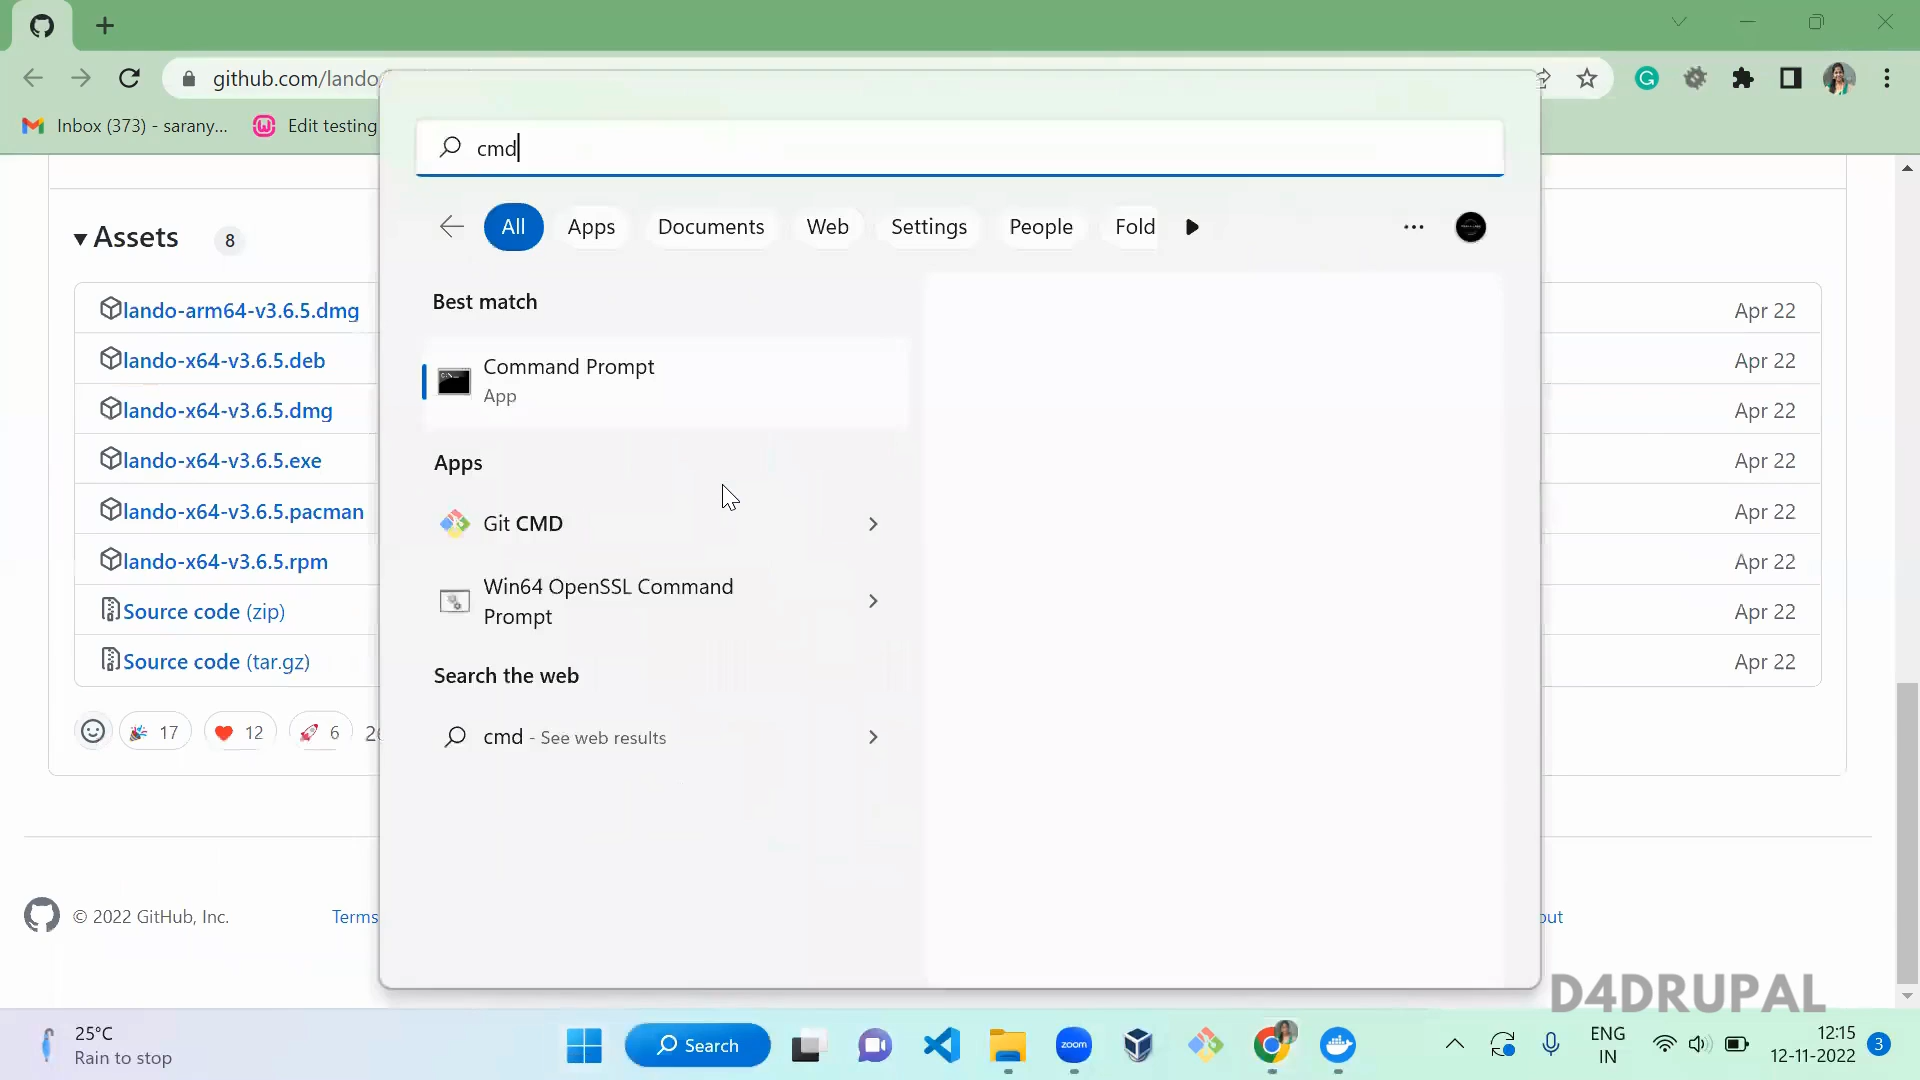 github.com/lando
Inbox (373) - sarany...
Edit testing
cmd
All
Apps
Documents
Web
Settings
People
Fold
Best match
Command Prompt
App
Apps
Git CMD
Win64 OpenSSL Command
Prompt
Search the web
cmd - See web results
Assets 8
lando-arm64-v3.6.5.dmg
Apr 22
lando-x64-v3.6.5.deb
Apr 22
lando-x64-v3.6.5.dmg
Apr 22
lando-x64-v3.6.5.exe
Apr 22
lando-x64-v3.6.5.pacman
Apr 22
lando-x64-v3.6.5.rpm
Apr 22
Source code (zip)
Apr 22
Source code (tar.gz)
Apr 22
17
12
6
© 2022 GitHub, Inc.
Terms
D4DRUPAL
25°C
Rain to stop
Search
zoom
ENG
IN
12:15
12-11-2022
3